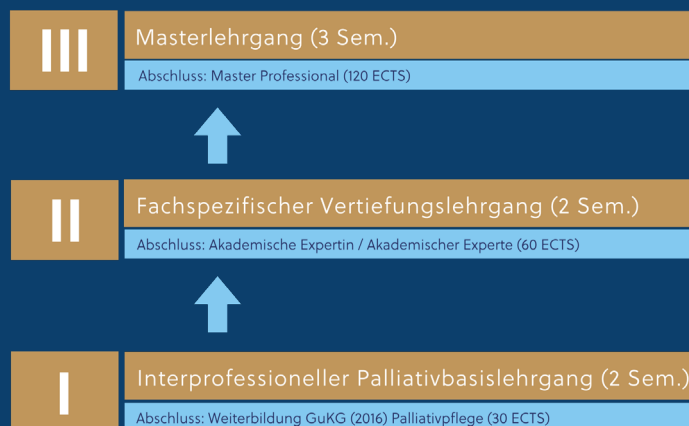 III
Masterlehrgang (3 Sem.)
Abschluss: Master Professional (120 ECTS)
II
Fachspezifischer Vertiefungslehrgang (2 Sem.)
Abschluss: Akademische Expertin / Akademischer Experte (60 ECTS)
I
Interprofessioneller Palliativbasislehrgang (2 Sem.)
Abschluss: Weiterbildung GuKG (2016) Palliativpflege (30 ECTS)